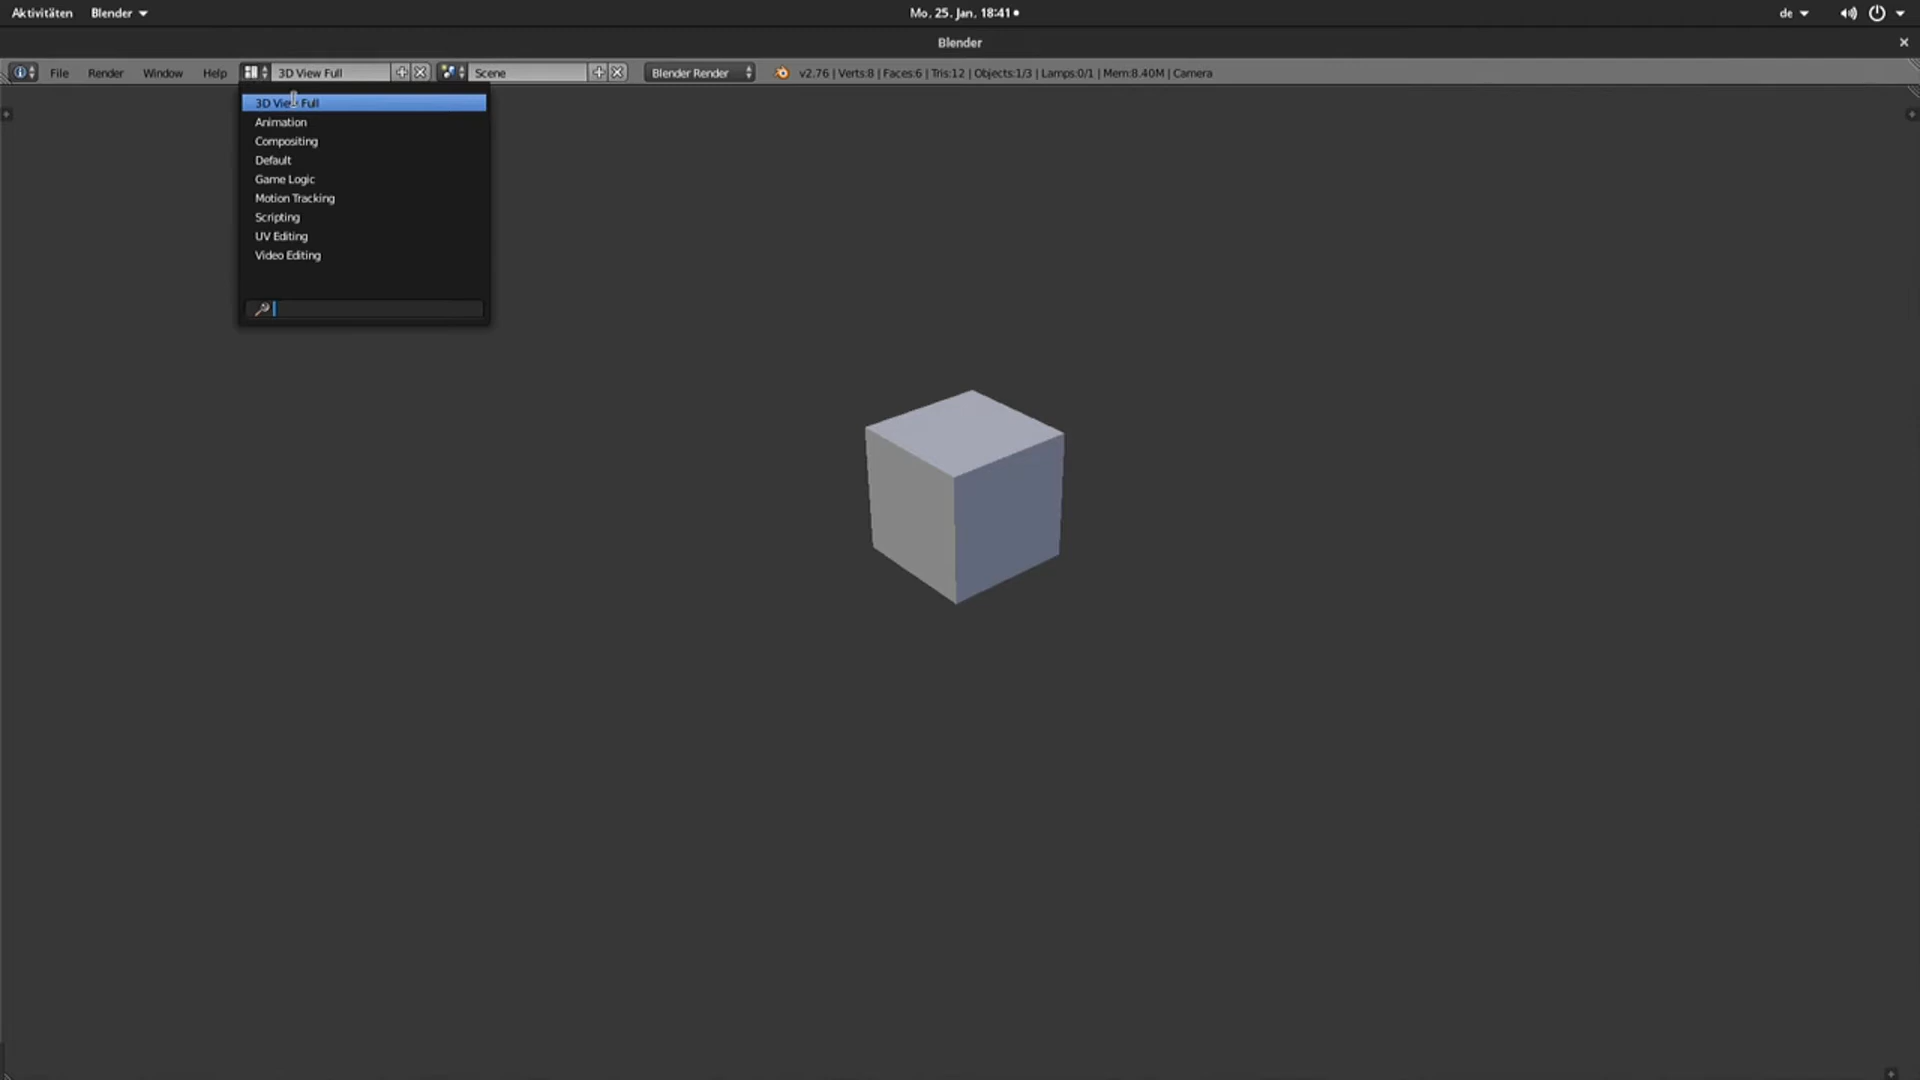 Aktivitäten Blender Mo. 25. Jan, 18:41 de
Blender
File Render Window Help 3D View Full Scene Blender Render v2.76 | Verts:8 | Faces:6 | Tris:12 | Objects:1/3 | Lamps:0/1 | Mem:8.40M | Camera
3D View Full
Animation
Compositing
Default
Game Logic
Motion Tracking
Scripting
UV Editing
Video Editing